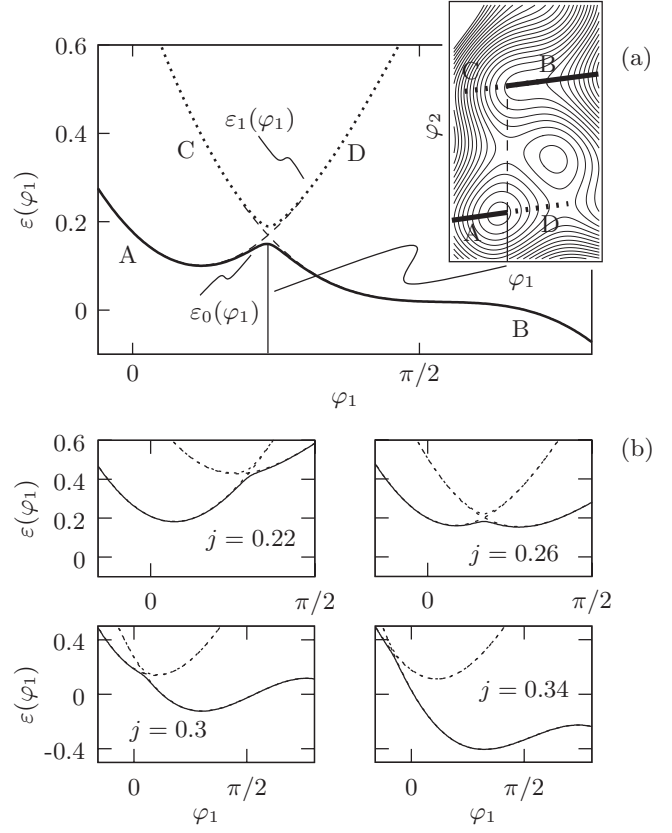 (a)
0.6
0.4
0.2
0
ε(φ₁)
C
D
A
B
ε₁(φ₁)
ε₀(φ₁)
0
π/2
φ₁
C
B
A
D
φ₂
φ₁
(b)
0.6
0.4
0.2
0
ε(φ₁)
j = 0.22
0
π/2
j = 0.26
0
π/2
0.4
0
-0.4
ε(φ₁)
j = 0.3
0
π/2
φ₁
j = 0.34
0
π/2
φ₁